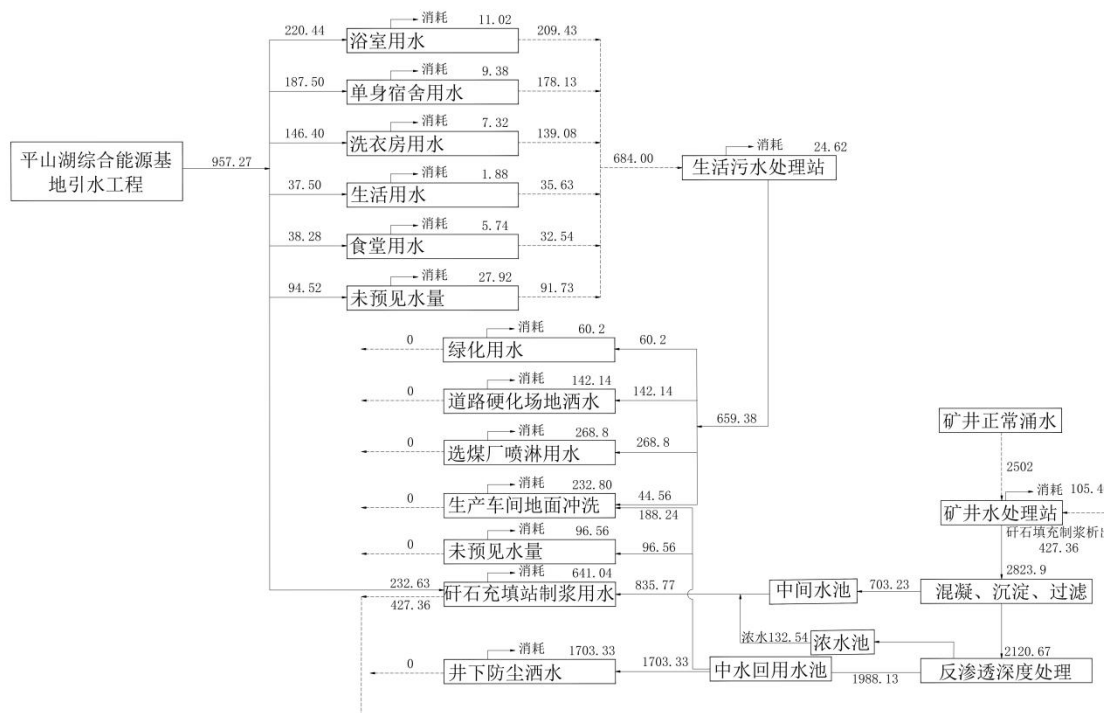 消耗 11.02
220.44 浴室用水 209.43
消耗 9.38
187.50 单身宿舍用水 178.13
消耗 7.32
146.40 洗衣房用水 139.08
平山湖综合能源基
地引水工程
957.27
消耗 1.88
37.50 生活用水 35.63
消耗 5.74
38.28 食堂用水 32.54
消耗 27.92
94.52 未预见水量 91.73
684.00
消耗 24.62
生活污水处理站
消耗 60.2
0 绿化用水 60.2
消耗 142.14
0 道路硬化场地洒水 142.14
659.38
消耗 268.8
0 选煤厂喷淋用水 268.8
消耗 232.80
0 生产车间地面冲洗 44.56
188.24
消耗 96.56
0 未预见水量 96.56
消耗 641.04
232.63 矸石充填站制浆用水 835.77
427.36
消耗 1703.33
0 井下防尘洒水 1703.33
矿井正常涌水
2502
消耗 105.4
矿井水处理站
矸石填充制浆析出
427.36
2823.9
中间水池 703.23 混凝、沉淀、过滤
浓水132.54 浓水池
2120.67
中水回用水池 1988.13 反渗透深度处理